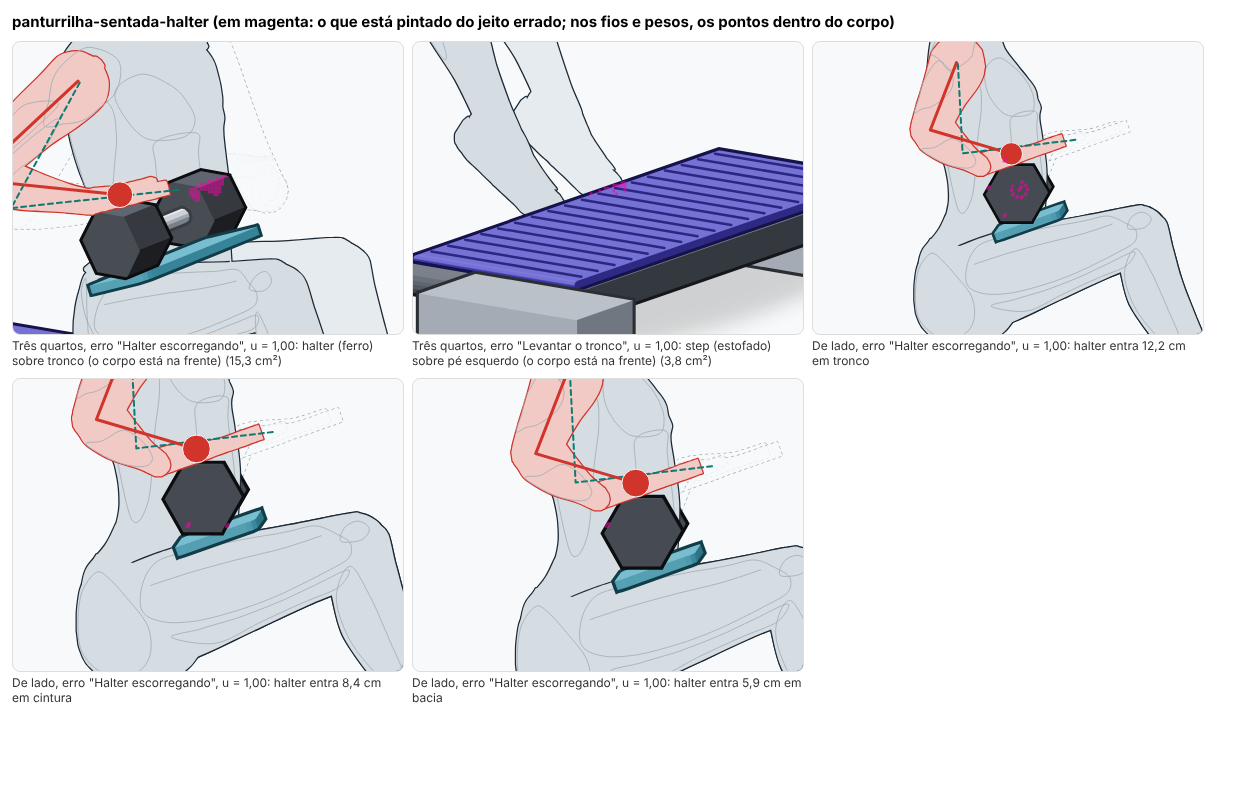 panturrilha-sentada-halter (em magenta: o que está pintado do jeito errado; nos fios e pesos, os pontos dentro do corpo)
Três quartos, erro "Halter escorregando", u = 1,00: halter (ferro)
sobre tronco (o corpo está na frente) (15,3 cm²)
Três quartos, erro "Levantar o tronco", u = 1,00: step (estofado)
sobre pé esquerdo (o corpo está na frente) (3,8 cm²)
De lado, erro "Halter escorregando", u = 1,00: halter entra 12,2 cm
em tronco
De lado, erro "Halter escorregando", u = 1,00: halter entra 8,4 cm
em cintura
De lado, erro "Halter escorregando", u = 1,00: halter entra 5,9 cm em
bacia